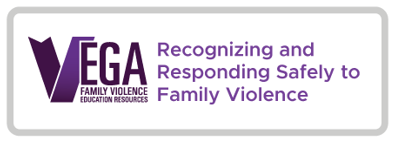 VEGA
FAMILY VIOLENCE
EDUCATION RESOURCES
Recognizing and
Responding Safely to
Family Violence